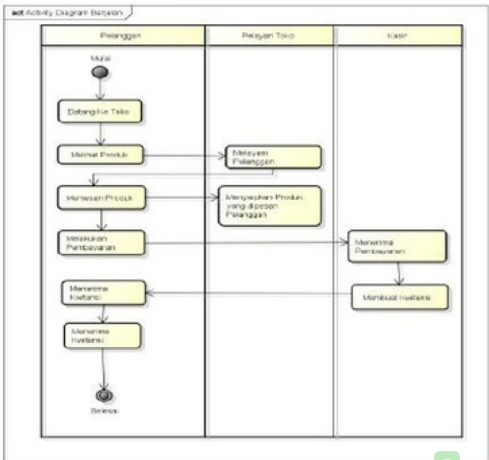 act Activity Diagram Berjalan
Pelanggan
Pelayan Toko
Kasir
Mulai
Datang Ke Toko
Melihat Produk
Melayani
Pelanggan
Memesan Produk
Menyiapkan Produk
yang dipesan
Pelanggan
Melakukan
Pembayaran
Menerima
Pembayaran
Menerima
Kwitansi
Membuat Kwitansi
Menerima
Kwitansi
Selesai